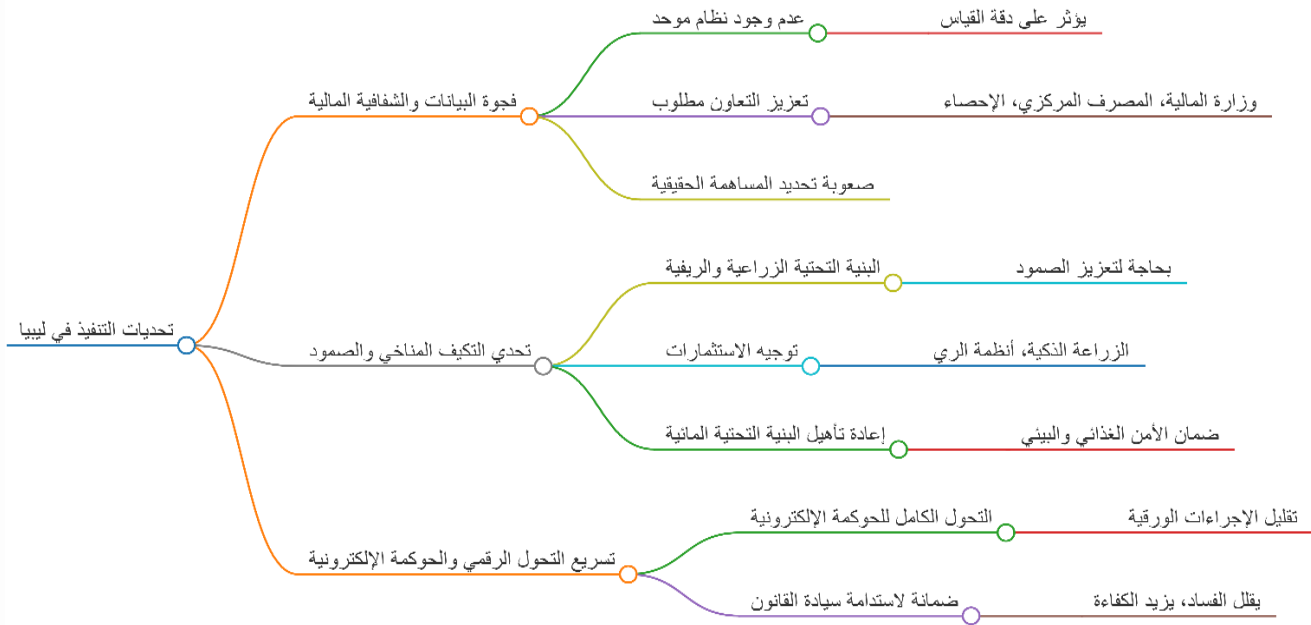 تحديات التنفيذ في ليبيا
فجوة البيانات والشفافية المالية
عدم وجود نظام موحد
يؤثر على دقة القياس
تعزيز التعاون مطلوب
وزارة المالية، المصرف المركزي، الإحصاء
صعوبة تحديد المساهمة الحقيقية
تحدي التكيف المناخي والصمود
البنية التحتية الزراعية والريفية
بحاجة لتعزيز الصمود
توجيه الاستثمارات
الزراعة الذكية، أنظمة الري
إعادة تأهيل البنية التحتية المائية
ضمان الأمن الغذائي والبيئي
تسريع التحول الرقمي والحوكمة الإلكترونية
التحول الكامل للحوكمة الإلكترونية
تقليل الإجراءات الورقية
ضمانة لاستدامة سيادة القانون
يقلل الفساد، يزيد الكفاءة